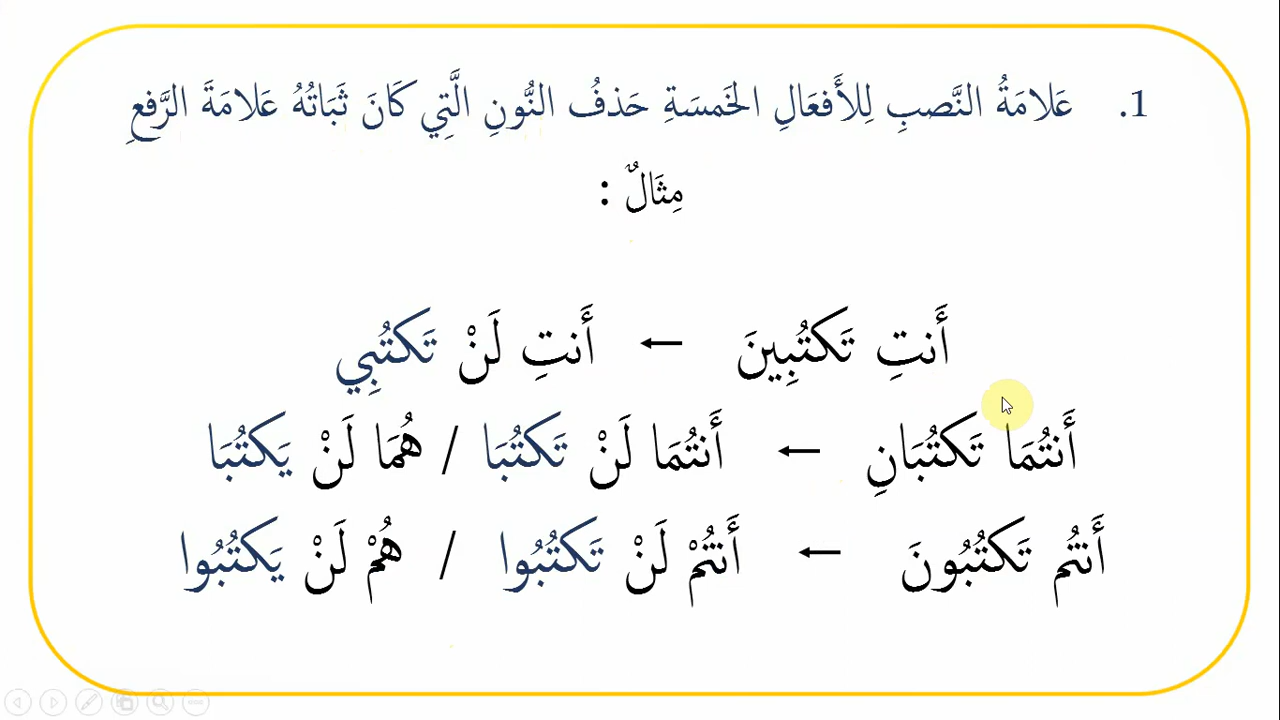 1. عَلامَةُ النَّصبِ لِلأَفعَالِ الخَمسَةِ حَذفُ النُّونِ الَّتِي كَانَ ثَبَاتُهُ عَلامَةَ الرَّفعِ
مِثَالٌ :
أَنتِ تَكتُبِينَ ← أَنتِ لَنْ تَكتُبِي
أَنتُمَا تَكتُبَانِ ← أَنتُمَا لَنْ تَكتُبَا / هُمَا لَنْ يَكتُبَا
أَنتُم تَكتُبُونَ ← أَنتُمْ لَنْ تَكتُبُوا / هُمْ لَنْ يَكتُبُوا